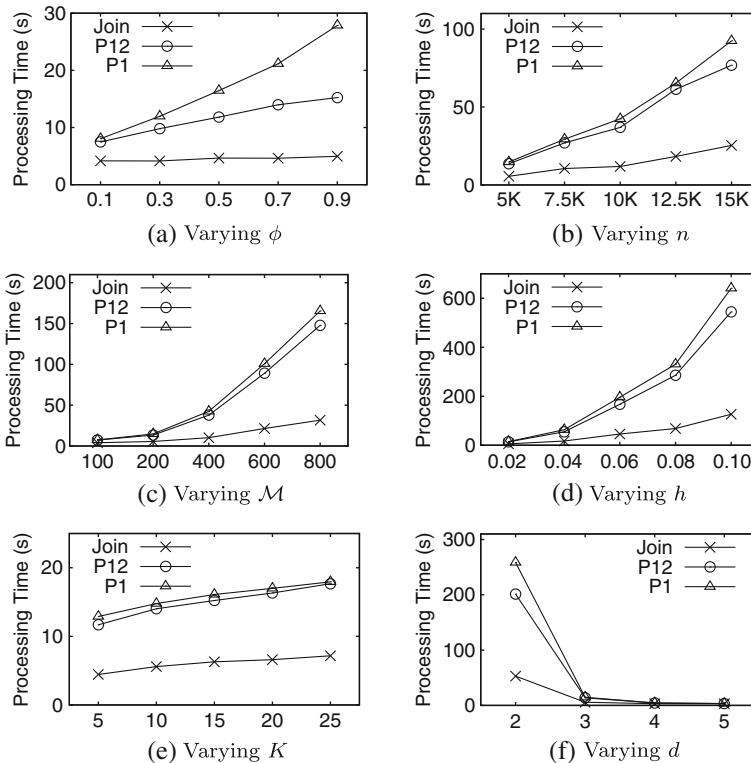 Processing Time (s)
30
20
10
0
Join
P12
P1
0.1 0.3 0.5 0.7 0.9
(a) Varying ϕ
Processing Time (s)
100
50
0
Join
P12
P1
5K 7.5K 10K 12.5K 15K
(b) Varying n
Processing Time (s)
200
150
100
50
0
Join
P12
P1
100 200 400 600 800
(c) Varying ℳ
Processing Time (s)
600
400
200
0
Join
P12
P1
0.02 0.04 0.06 0.08 0.10
(d) Varying h
Processing Time (s)
20
10
0
Join
P12
P1
5 10 15 20 25
(e) Varying K
Processing Time (s)
300
200
100
0
Join
P12
P1
2 3 4 5
(f) Varying d